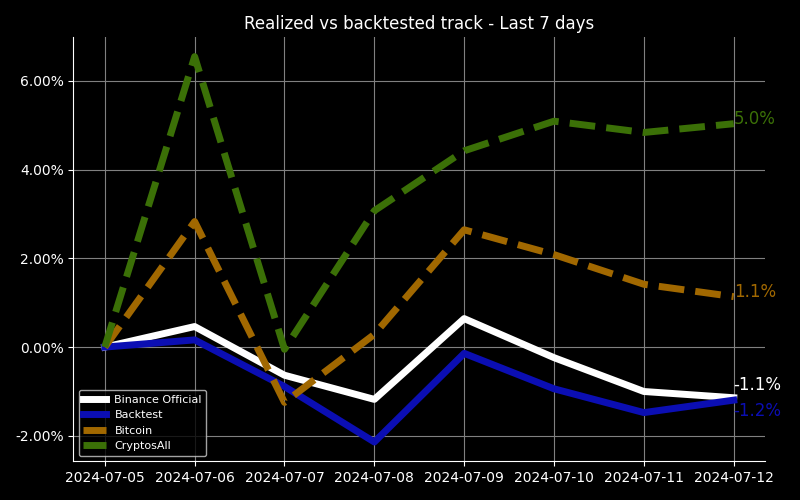 Realized vs backtested track - Last 7 days
6.00%
4.00%
2.00%
0.00%
-2.00%
5.0%
1.1%
-1.1%
-1.2%
Binance Official
Backtest
Bitcoin
CryptosAll
2024-07-05 2024-07-06 2024-07-07 2024-07-08 2024-07-09 2024-07-10 2024-07-11 2024-07-12